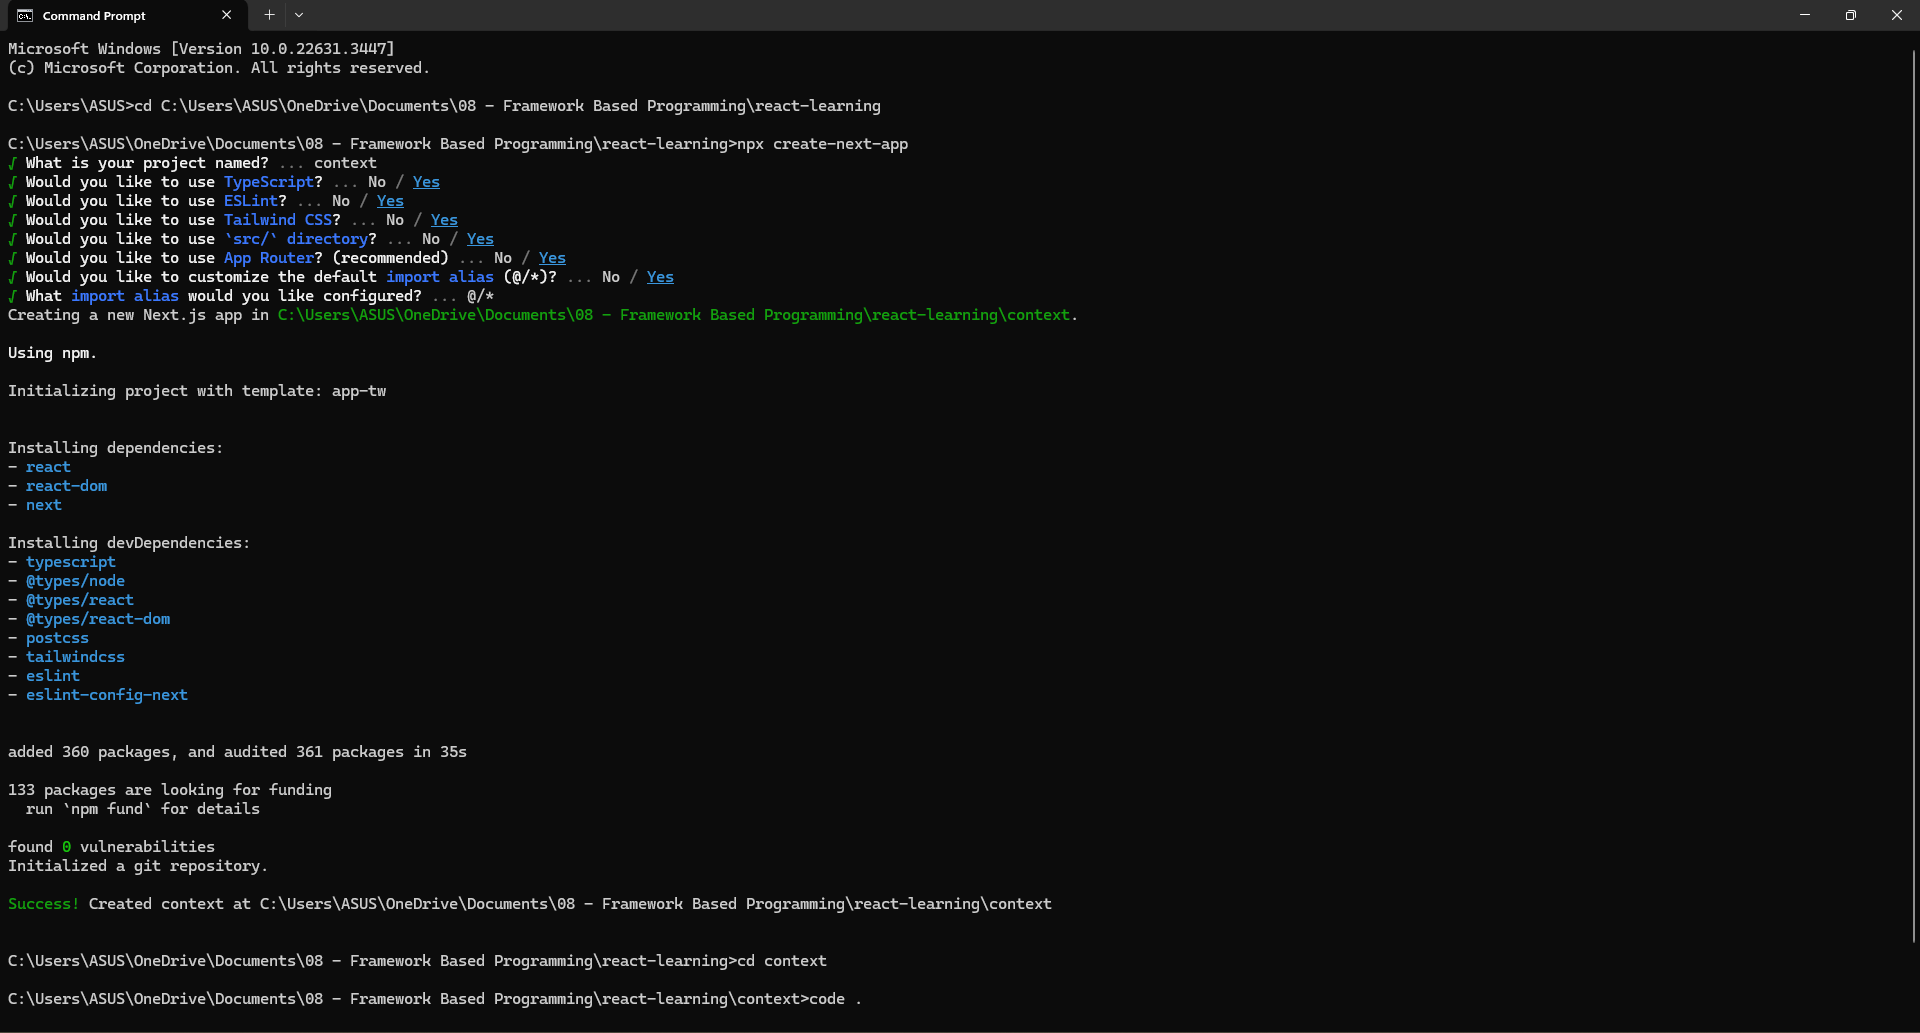 Command Prompt
Microsoft Windows [Version 10.0.22631.3447]
(c) Microsoft Corporation. All rights reserved.
C:\Users\ASUS>cd C:\Users\ASUS\OneDrive\Documents\08 - Framework Based Programming\react-learning
C:\Users\ASUS\OneDrive\Documents\08 - Framework Based Programming\react-learning>npx create-next-app
√ What is your project named? ... context
√ Would you like to use TypeScript? ... No / Yes
√ Would you like to use ESLint? ... No / Yes
√ Would you like to use Tailwind CSS? ... No / Yes
√ Would you like to use `src/` directory? ... No / Yes
√ Would you like to use App Router? (recommended) ... No / Yes
√ Would you like to customize the default import alias (@/*)? ... No / Yes
√ What import alias would you like configured? ... @/*
Creating a new Next.js app in C:\Users\ASUS\OneDrive\Documents\08 - Framework Based Programming\react-learning\context.
Using npm.
Initializing project with template: app-tw
Installing dependencies:
- react
- react-dom
- next
Installing devDependencies:
- typescript
- @types/node
- @types/react
- @types/react-dom
- postcss
- tailwindcss
- eslint
- eslint-config-next
added 360 packages, and audited 361 packages in 35s
133 packages are looking for funding
  run `npm fund` for details
found 0 vulnerabilities
Initialized a git repository.
Success! Created context at C:\Users\ASUS\OneDrive\Documents\08 - Framework Based Programming\react-learning\context
C:\Users\ASUS\OneDrive\Documents\08 - Framework Based Programming\react-learning>cd context
C:\Users\ASUS\OneDrive\Documents\08 - Framework Based Programming\react-learning\context>code .